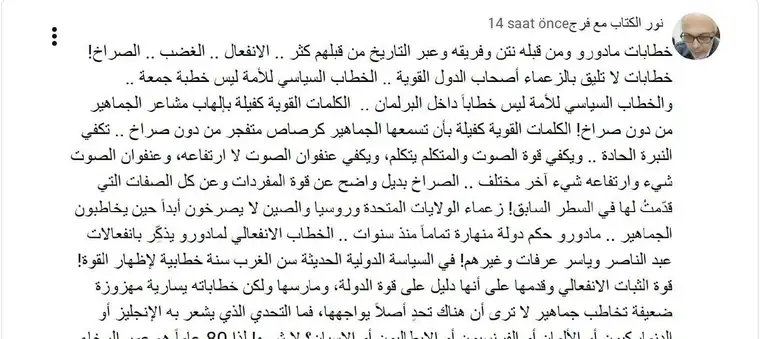 نور الكتاب مع فرج 14 saat önce
خطابات مادورو ومن قبله نتن وفريقه وعبر التاريخ من قبلهم كثر .. الانفعال .. الغضب .. الصراخ!
خطابات لا تليق بالزعماء أصحاب الدول القوية .. الخطاب السياسي للأمة ليس خطبة جمعة ..
والخطاب السياسي للأمة ليس خطاباً داخل البرلمان .. الكلمات القوية كفيلة بإلهاب مشاعر الجماهير
من دون صراخ! الكلمات القوية كفيلة بأن تسمعها الجماهير كرصاص متفجر من دون صراخ .. تكفي
النبرة الحادة .. ويكفي قوة الصوت والمتكلم يتكلم، ويكفي عنفوان الصوت لا ارتفاعه، وعنفوان الصوت
شيء وارتفاعه شيء آخر مختلف .. الصراخ بديل واضح عن قوة المفردات وعن كل الصفات التي
قدّمتُ لها في السطر السابق! زعماء الولايات المتحدة وروسيا والصين لا يصرخون أبداً حين يخاطبون
الجماهير .. مادورو حكم دولة منهارة تماماً منذ سنوات .. الخطاب الانفعالي لمادورو يذكِّر بانفعالات
عبد الناصر وياسر عرفات وغيرهم! في السياسة الدولية الحديثة سن الغرب سنة خطابية لإظهار القوة!
قوة الثبات الانفعالي وقدمها على أنها دليل على قوة الدولة، ومارسها ولكن خطاباته يسارية مهزوزة
ضعيفة تخاطب جماهير لا ترى أن هناك تحدٍ أصلاً يواجهها، فما التحدي الذي يشعر به الإنجليز أو